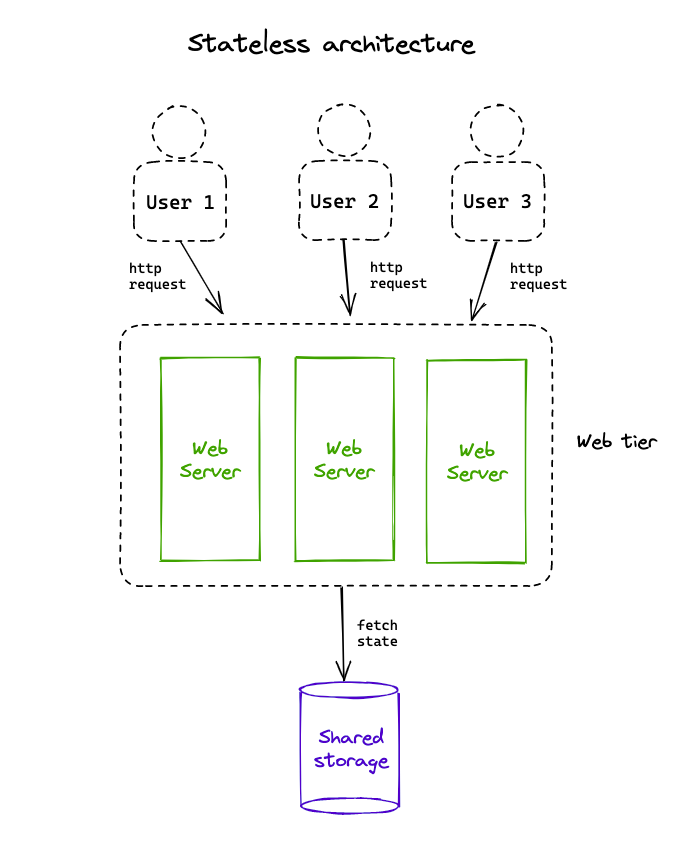 Stateless architecture
User 1
User 2
User 3
http
request
http
request
http
request
Web
Server
Web
Server
Web
Server
Web tier
fetch
state
Shared
storage